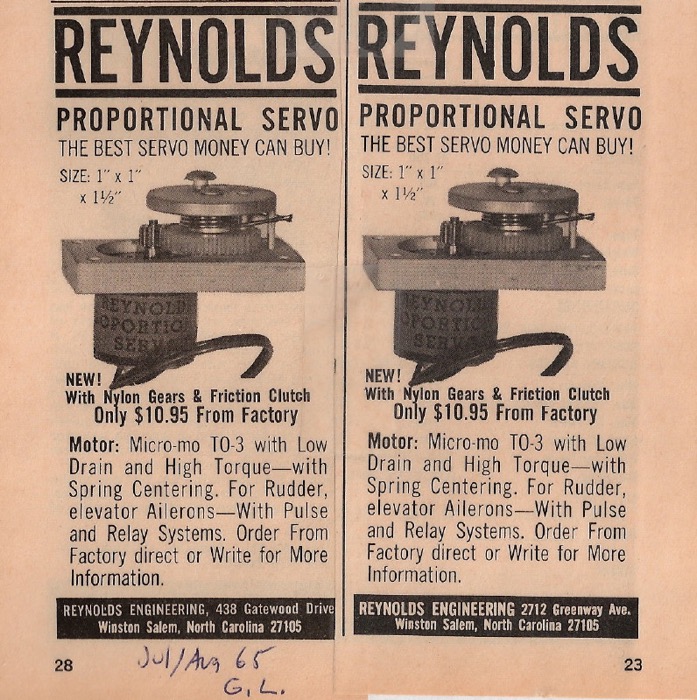 REYNOLDS
PROPORTIONAL SERVO
THE BEST SERVO MONEY CAN BUY!
SIZE: 1" x 1"
x 1½"
REYNOLD
OPORTIO
SERV
NEW!
With Nylon Gears & Friction Clutch
Only $10.95 From Factory
Motor: Micro-mo TO-3 with Low
Drain and High Torque—with
Spring Centering. For Rudder,
elevator Ailerons—With Pulse
and Relay Systems. Order From
Factory direct or Write for More
Information.
REYNOLDS ENGINEERING, 438 Gatewood Drive
Winston Salem, North Carolina 27105
28
Jul/Aug 65
G.L.
REYNOLDS
PROPORTIONAL SERVO
THE BEST SERVO MONEY CAN BUY!
SIZE: 1" x 1"
x 1½"
EYNOLD
OPORTIO
SERV
NEW!
With Nylon Gears & Friction Clutch
Only $10.95 From Factory
Motor: Micro-mo TO-3 with Low
Drain and High Torque—with
Spring Centering. For Rudder,
elevator Ailerons—With Pulse
and Relay Systems. Order From
Factory direct or Write for More
Information.
REYNOLDS ENGINEERING 2712 Greenway Ave.
Winston Salem, North Carolina 27105
23